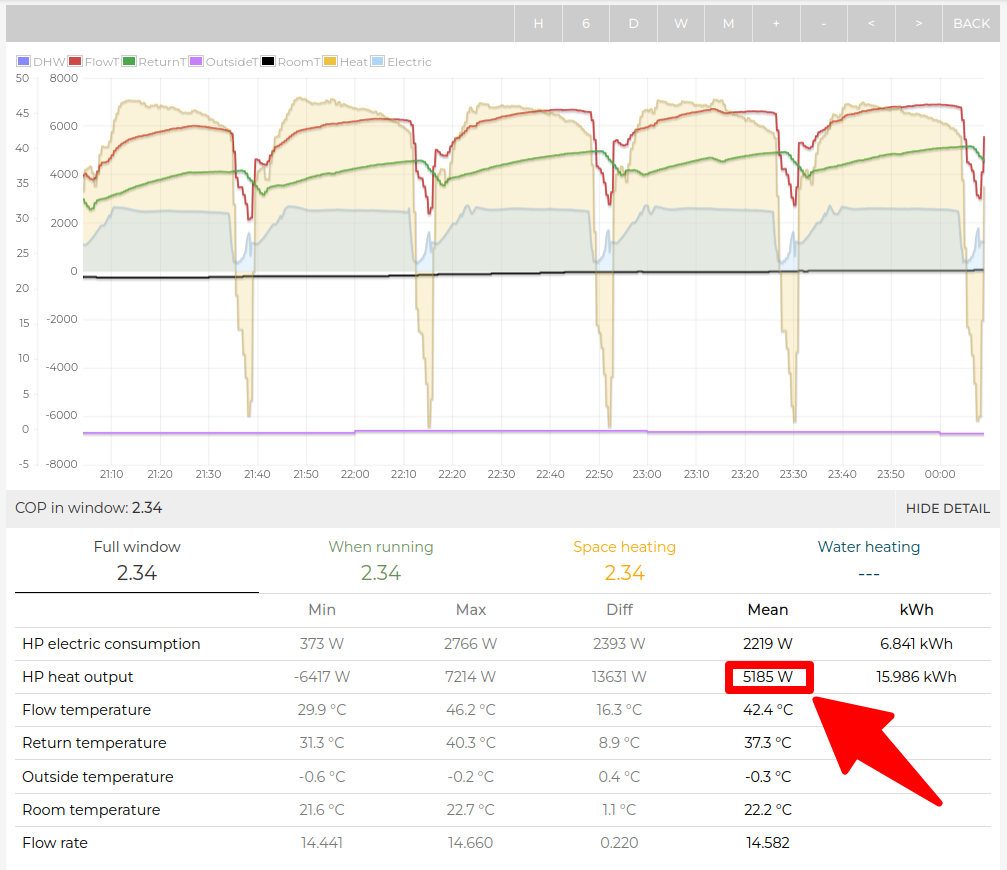 H 6 D W M + - < > BACK
DHW FlowT ReturnT OutsideT RoomT Heat Electric
50 8000
45
6000
40
4000
35
30 2000
25
0
20
-2000
15
10 -4000
5
-6000
0
-5 -8000
21:10 21:20 21:30 21:40 21:50 22:00 22:10 22:20 22:30 22:40 22:50 23:00 23:10 23:20 23:30 23:40 23:50 00:00
COP in window: 2.34 HIDE DETAIL
Full window When running Space heating Water heating
2.34 2.34 2.34 ---
Min Max Diff Mean kWh
HP electric consumption 373 W 2766 W 2393 W 2219 W 6.841 kWh
HP heat output -6417 W 7214 W 13631 W 5185 W 15.986 kWh
Flow temperature 29.9 °C 46.2 °C 16.3 °C 42.4 °C
Return temperature 31.3 °C 40.3 °C 8.9 °C 37.3 °C
Outside temperature -0.6 °C -0.2 °C 0.4 °C -0.3 °C
Room temperature 21.6 °C 22.7 °C 1.1 °C 22.2 °C
Flow rate 14.441 14.660 0.220 14.582